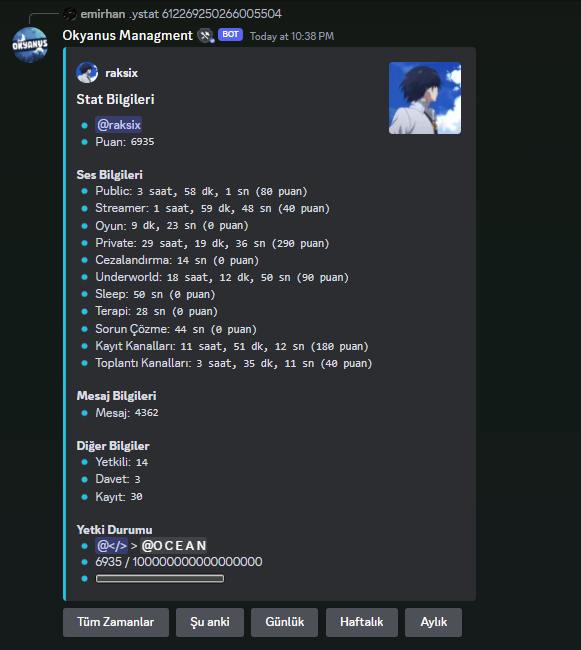 emirhan .ystat 612269250266005504
OKYANUS
Okyanus Managment BOT Today at 10:38 PM
raksix
Stat Bilgileri
@raksix
Puan: 6935
Ses Bilgileri
Public: 3 saat, 58 dk, 1 sn (80 puan)
Streamer: 1 saat, 59 dk, 48 sn (40 puan)
Oyun: 9 dk, 23 sn (0 puan)
Private: 29 saat, 19 dk, 36 sn (290 puan)
Cezalandırma: 14 sn (0 puan)
Underworld: 18 saat, 12 dk, 50 sn (90 puan)
Sleep: 50 sn (0 puan)
Terapi: 28 sn (0 puan)
Sorun Çözme: 44 sn (0 puan)
Kayıt Kanalları: 11 saat, 51 dk, 12 sn (180 puan)
Toplantı Kanalları: 3 saat, 35 dk, 11 sn (40 puan)
Mesaj Bilgileri
Mesaj: 4362
Diğer Bilgiler
Yetkili: 14
Davet: 3
Kayıt: 30
Yetki Durumu
@</> > @O C E A N
6935 / 100000000000000000
Tüm Zamanlar Şu anki Günlük Haftalık Aylık